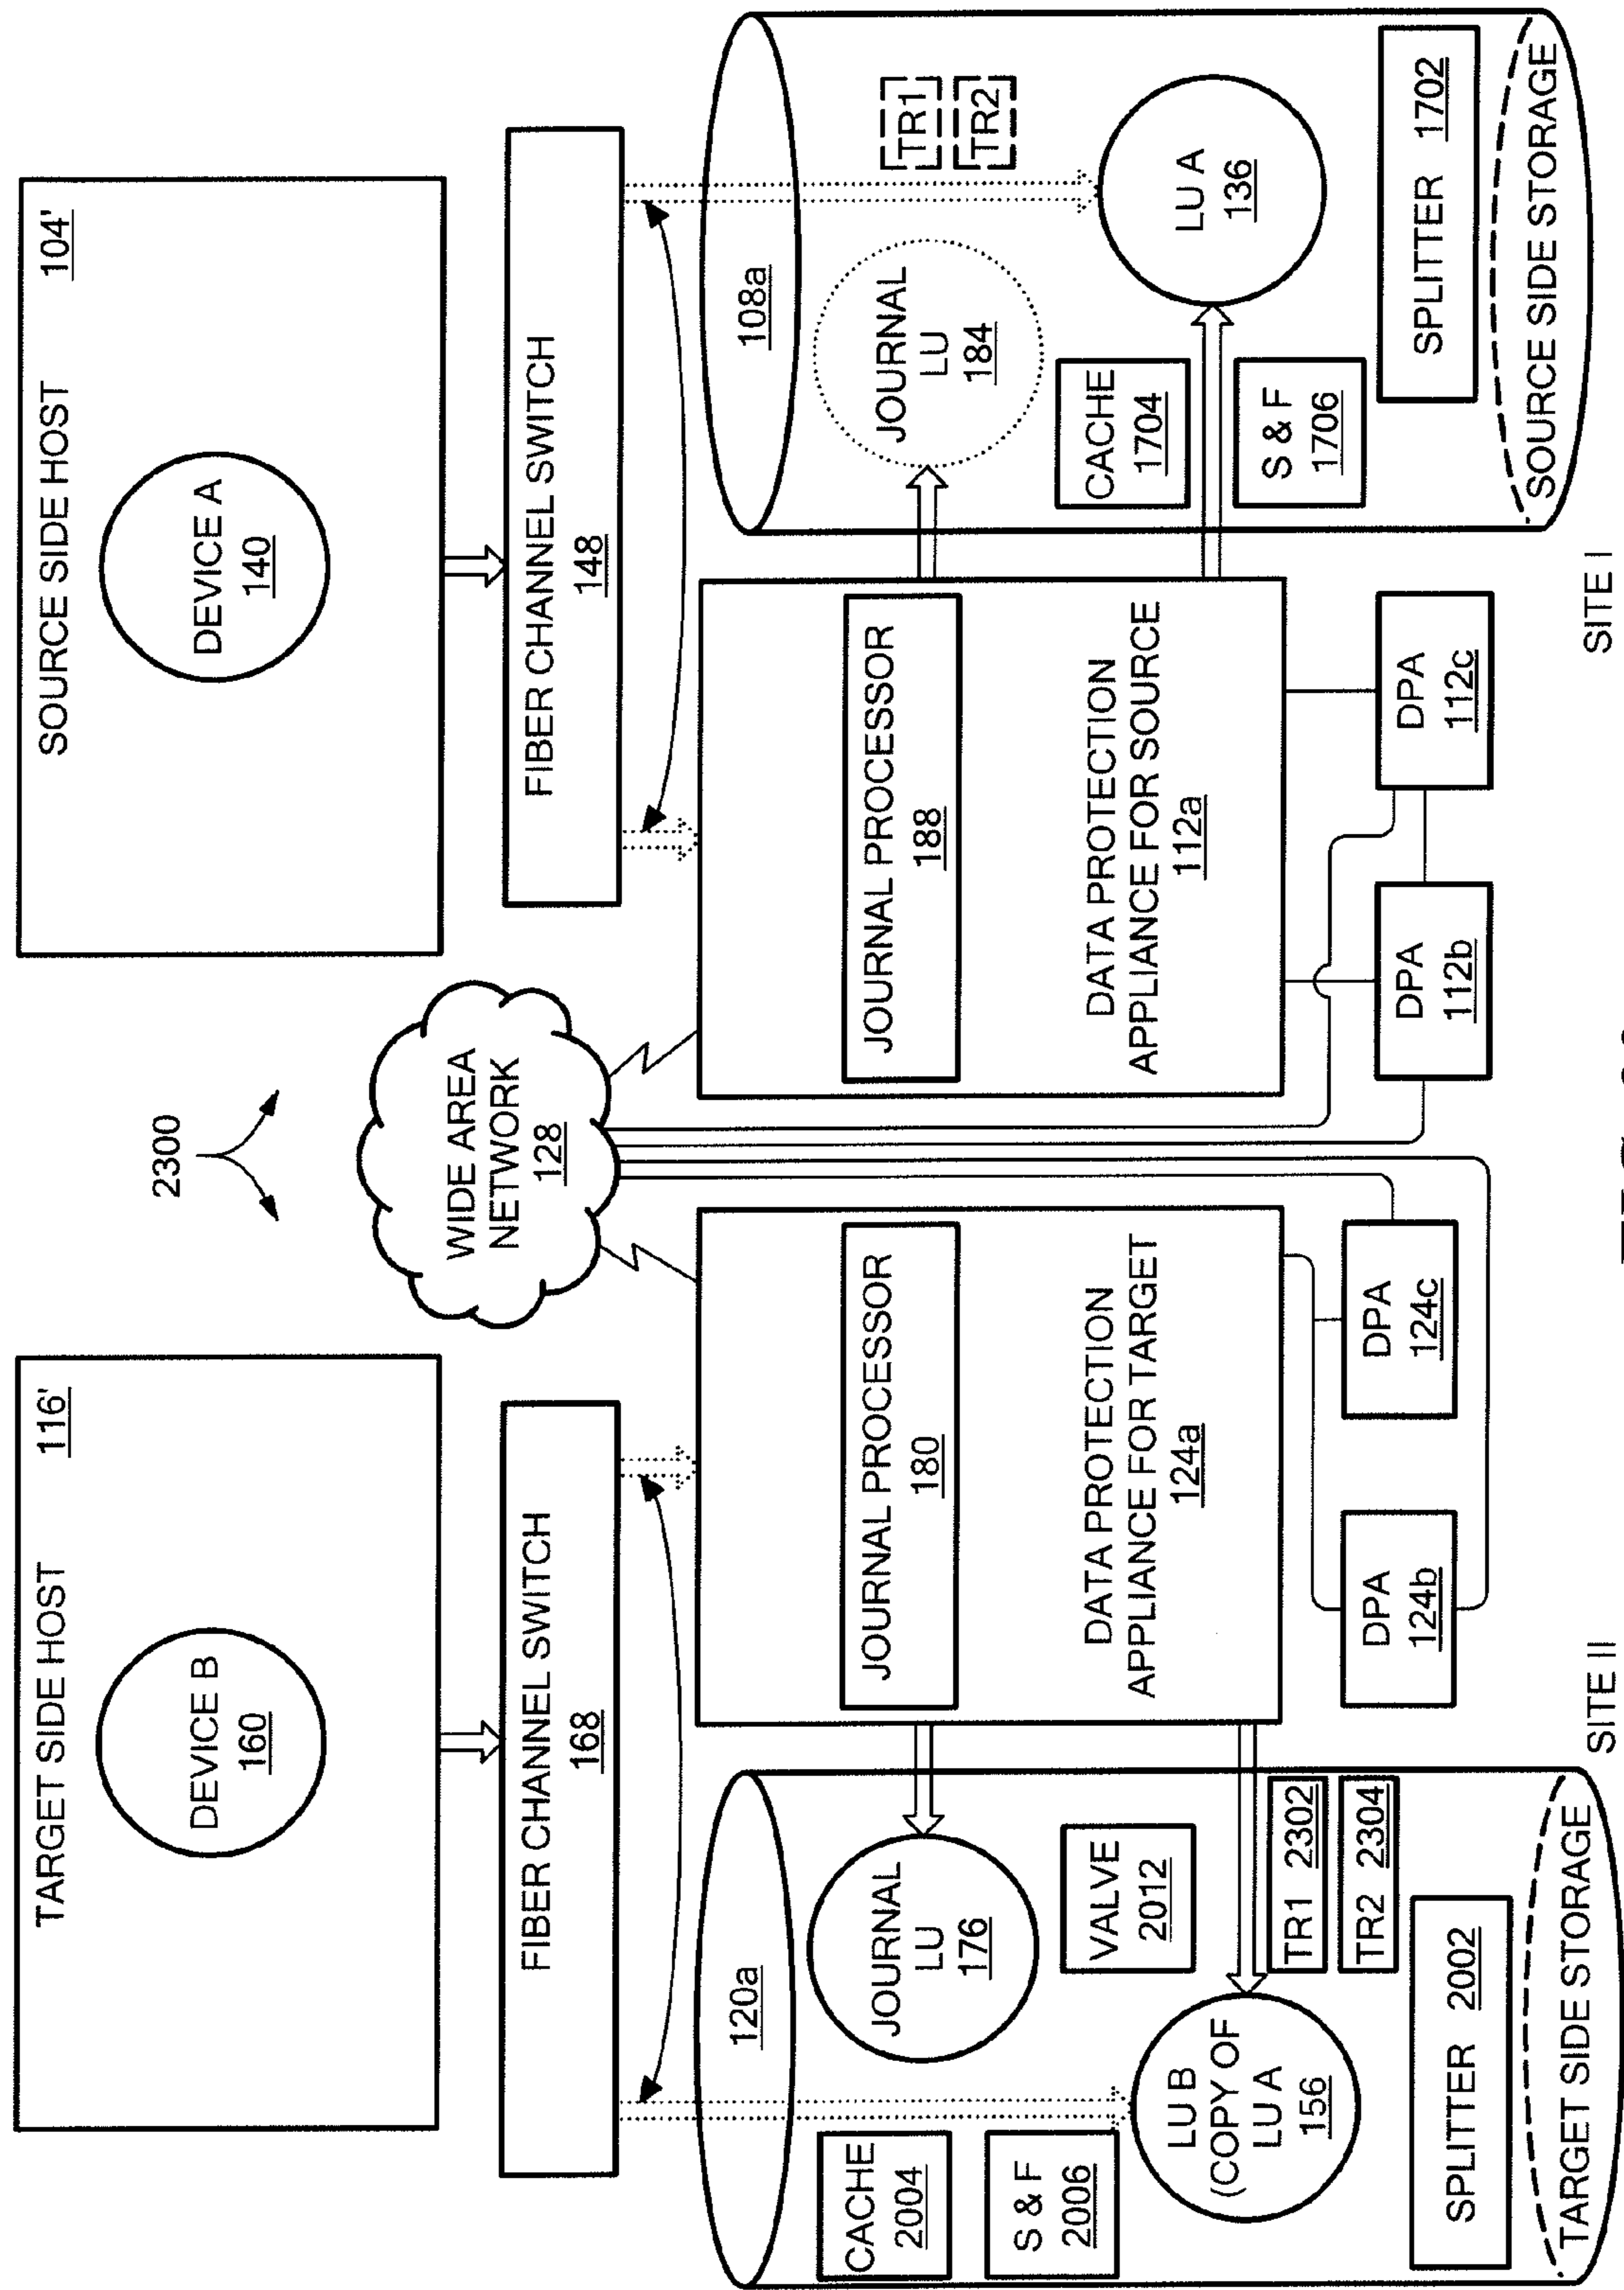 2300
TARGET SIDE HOST 116'
DEVICE B
160
FIBER CHANNEL SWITCH
168
120a
CACHE
2004
S & F
2006
JOURNAL
LU
176
VALVE
2012
LU B
(COPY OF
LU A
156
TR1 2302
TR2 2304
SPLITTER 2002
TARGET SIDE STORAGE
JOURNAL PROCESSOR
180
DATA PROTECTION
APPLIANCE FOR TARGET
124a
DPA
124b
DPA
124c
SITE II
WIDE AREA
NETWORK
128
SOURCE SIDE HOST 104'
DEVICE A
140
FIBER CHANNEL SWITCH
148
JOURNAL PROCESSOR
188
DATA PROTECTION
APPLIANCE FOR SOURCE
112a
DPA
112b
DPA
112c
108a
JOURNAL
LU
184
TR1
TR2
CACHE
1704
S & F
1706
LU A
136
SPLITTER 1702
SOURCE SIDE STORAGE
SITE I